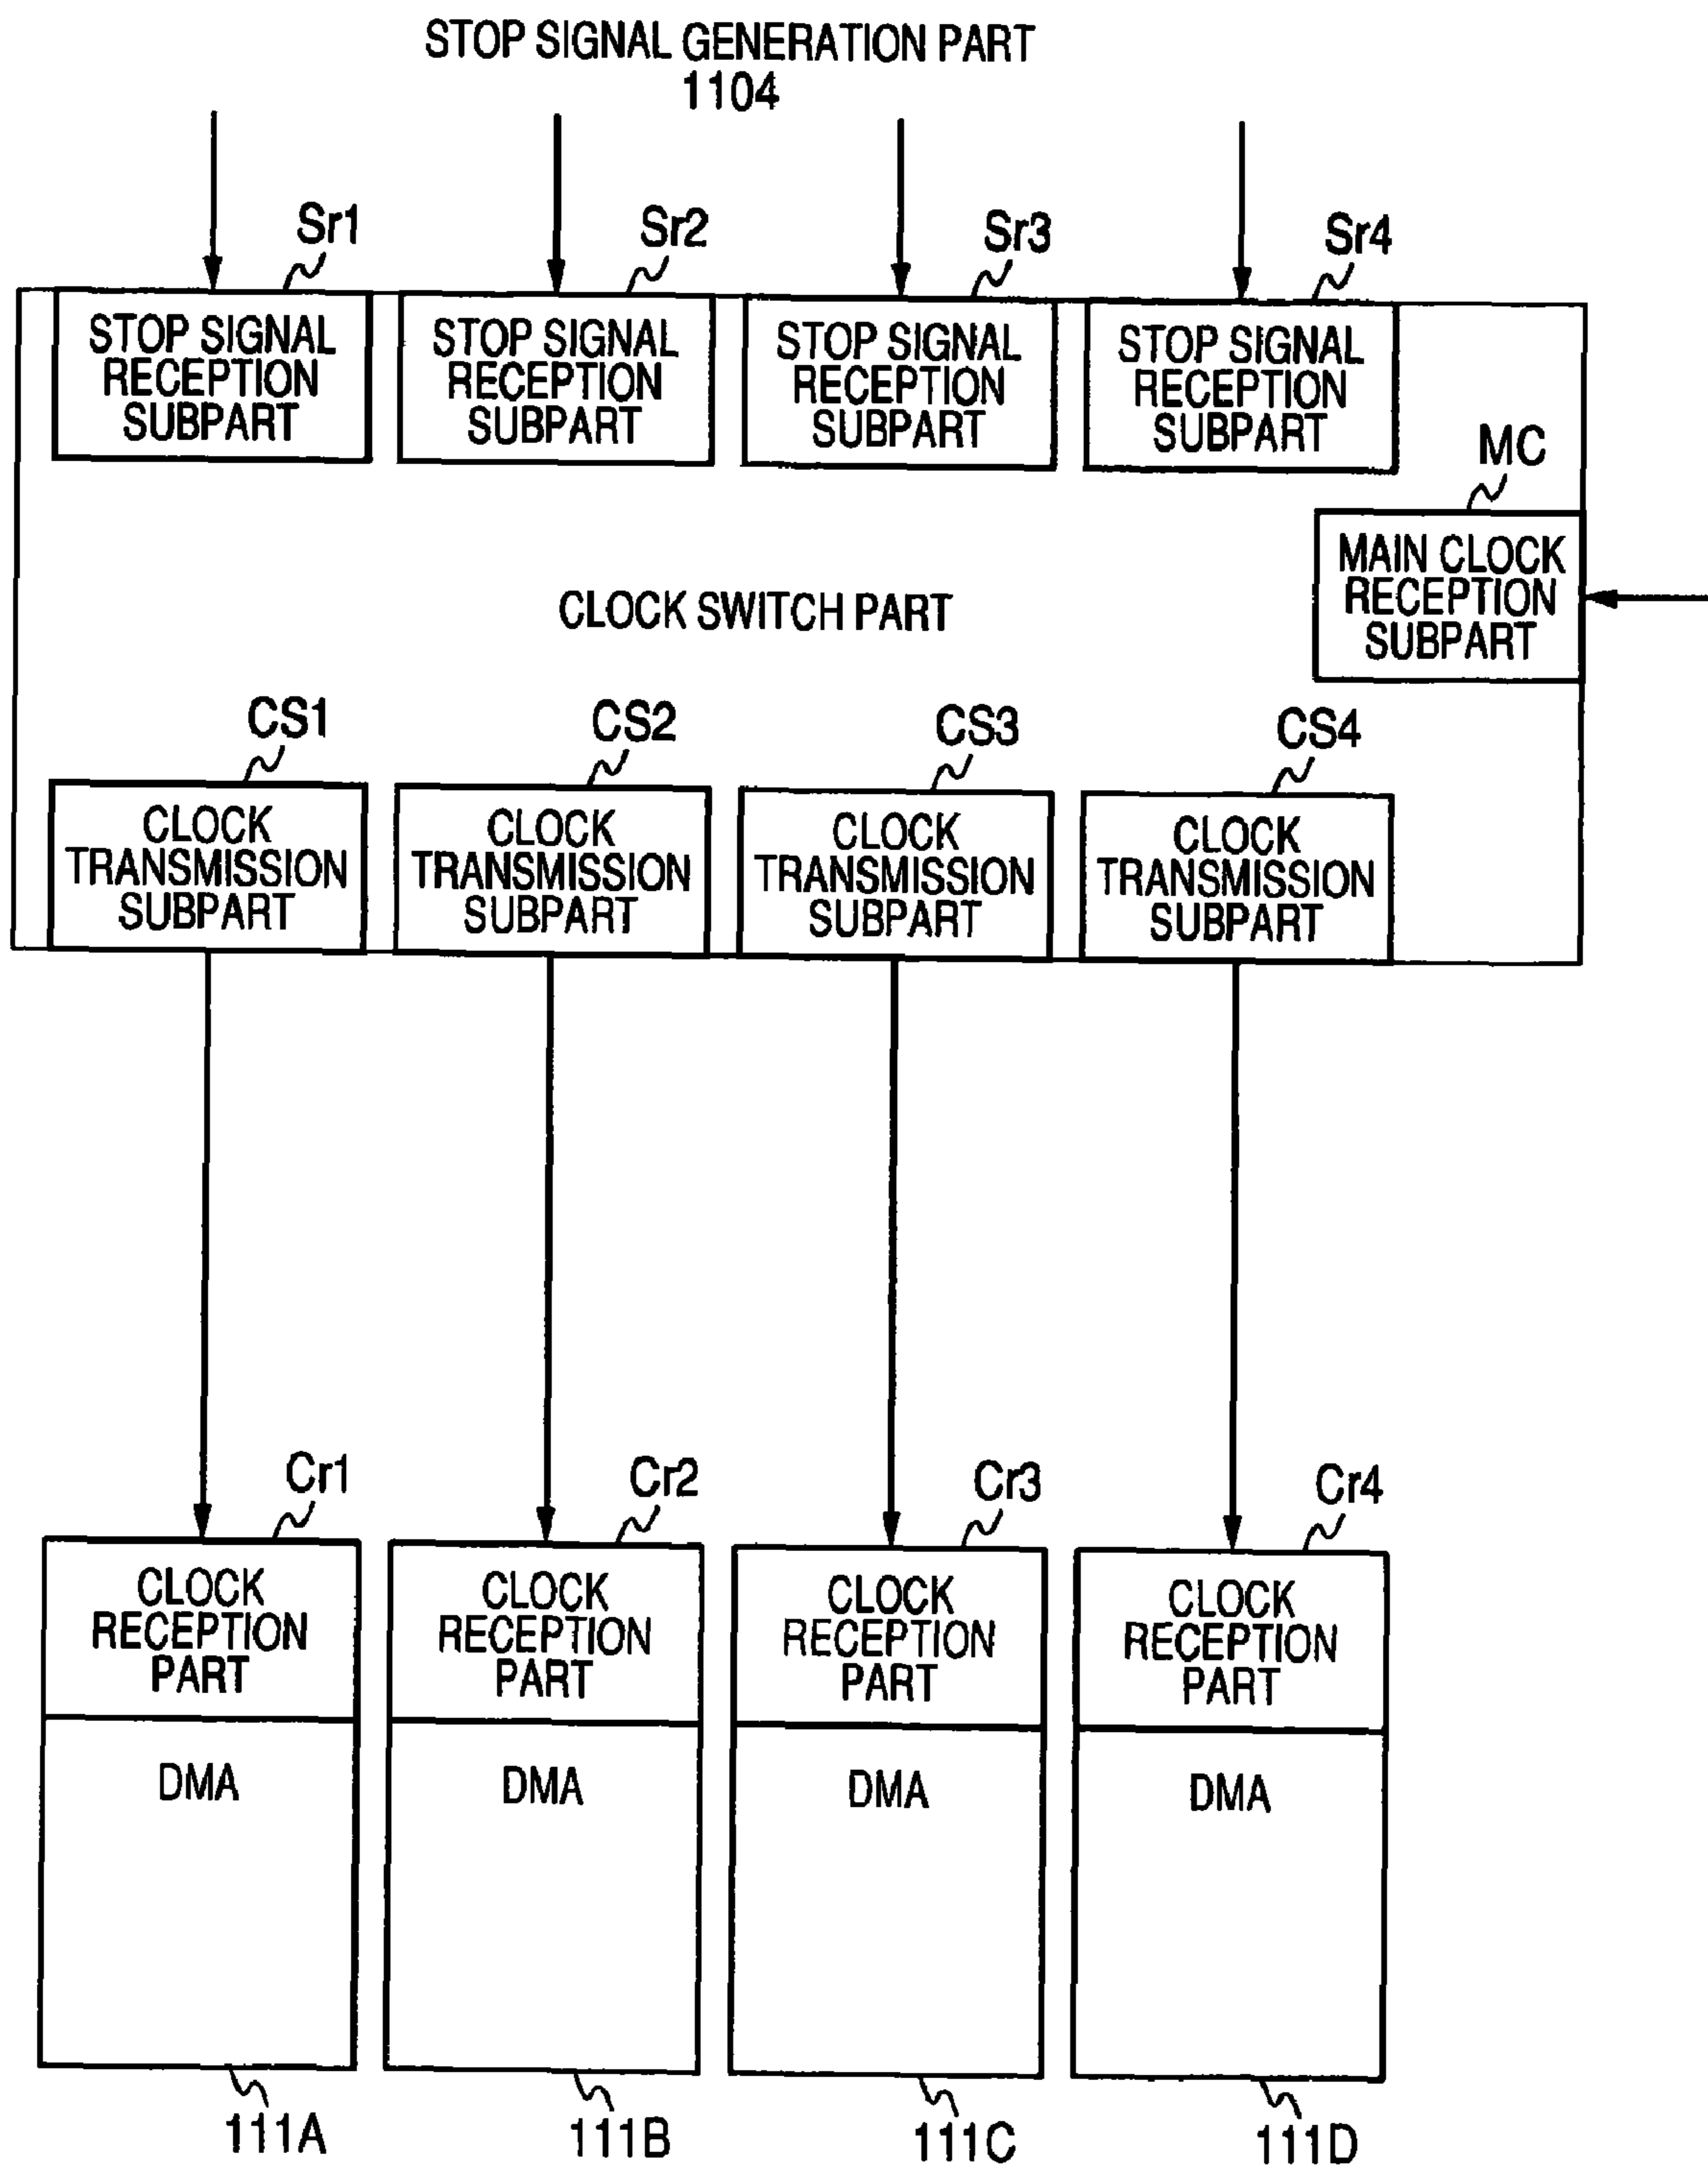 STOP SIGNAL GENERATION PART
1104
Sr1
Sr2
Sr3
Sr4
STOP SIGNAL
RECEPTION
SUBPART
STOP SIGNAL
RECEPTION
SUBPART
STOP SIGNAL
RECEPTION
SUBPART
STOP SIGNAL
RECEPTION
SUBPART
MC
MAIN CLOCK
RECEPTION
SUBPART
CLOCK SWITCH PART
CS1
CS2
CS3
CS4
CLOCK
TRANSMISSION
SUBPART
CLOCK
TRANSMISSION
SUBPART
CLOCK
TRANSMISSION
SUBPART
CLOCK
TRANSMISSION
SUBPART
Cr1
Cr2
Cr3
Cr4
CLOCK
RECEPTION
PART
CLOCK
RECEPTION
PART
CLOCK
RECEPTION
PART
CLOCK
RECEPTION
PART
DMA
DMA
DMA
DMA
111A
111B
111C
111D